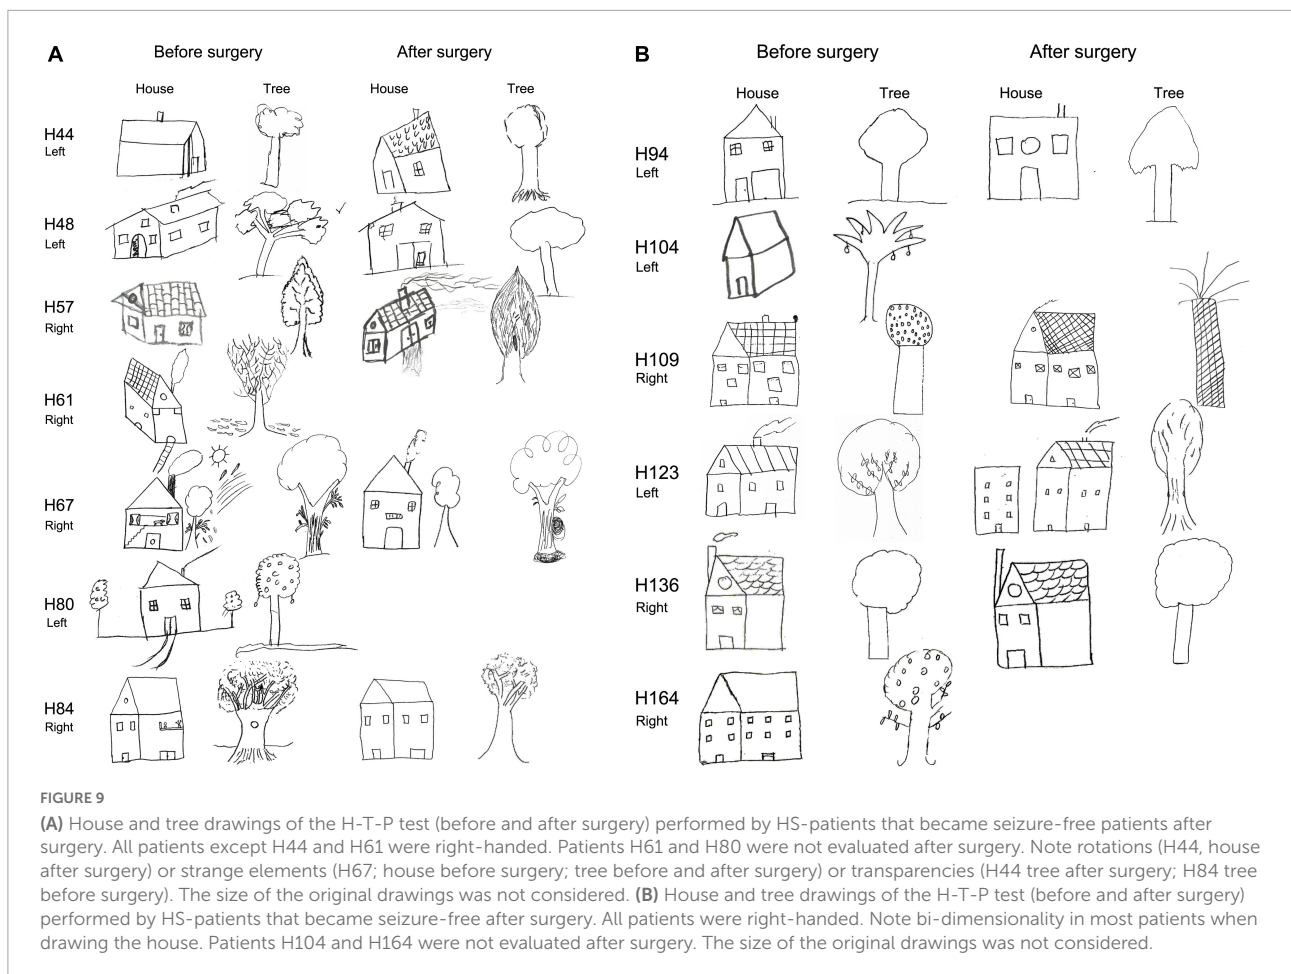 A
Before surgery
After surgery
House
Tree
House
Tree
H44
Left
H48
Left
H57
Right
H61
Right
H67
Right
H80
Left
H84
Right
B
Before surgery
After surgery
House
Tree
House
Tree
H94
Left
H104
Left
H109
Right
H123
Left
H136
Right
H164
Right
FIGURE 9
(A) House and tree drawings of the H-T-P test (before and after surgery) performed by HS-patients that became seizure-free patients after
surgery. All patients except H44 and H61 were right-handed. Patients H61 and H80 were not evaluated after surgery. Note rotations (H44, house
after surgery) or strange elements (H67; house before surgery; tree before and after surgery) or transparencies (H44 tree after surgery; H84 tree
before surgery). The size of the original drawings was not considered. (B) House and tree drawings of the H-T-P test (before and after surgery)
performed by HS-patients that became seizure-free after surgery. All patients were right-handed. Note bi-dimensionality in most patients when
drawing the house. Patients H104 and H164 were not evaluated after surgery. The size of the original drawings was not considered.